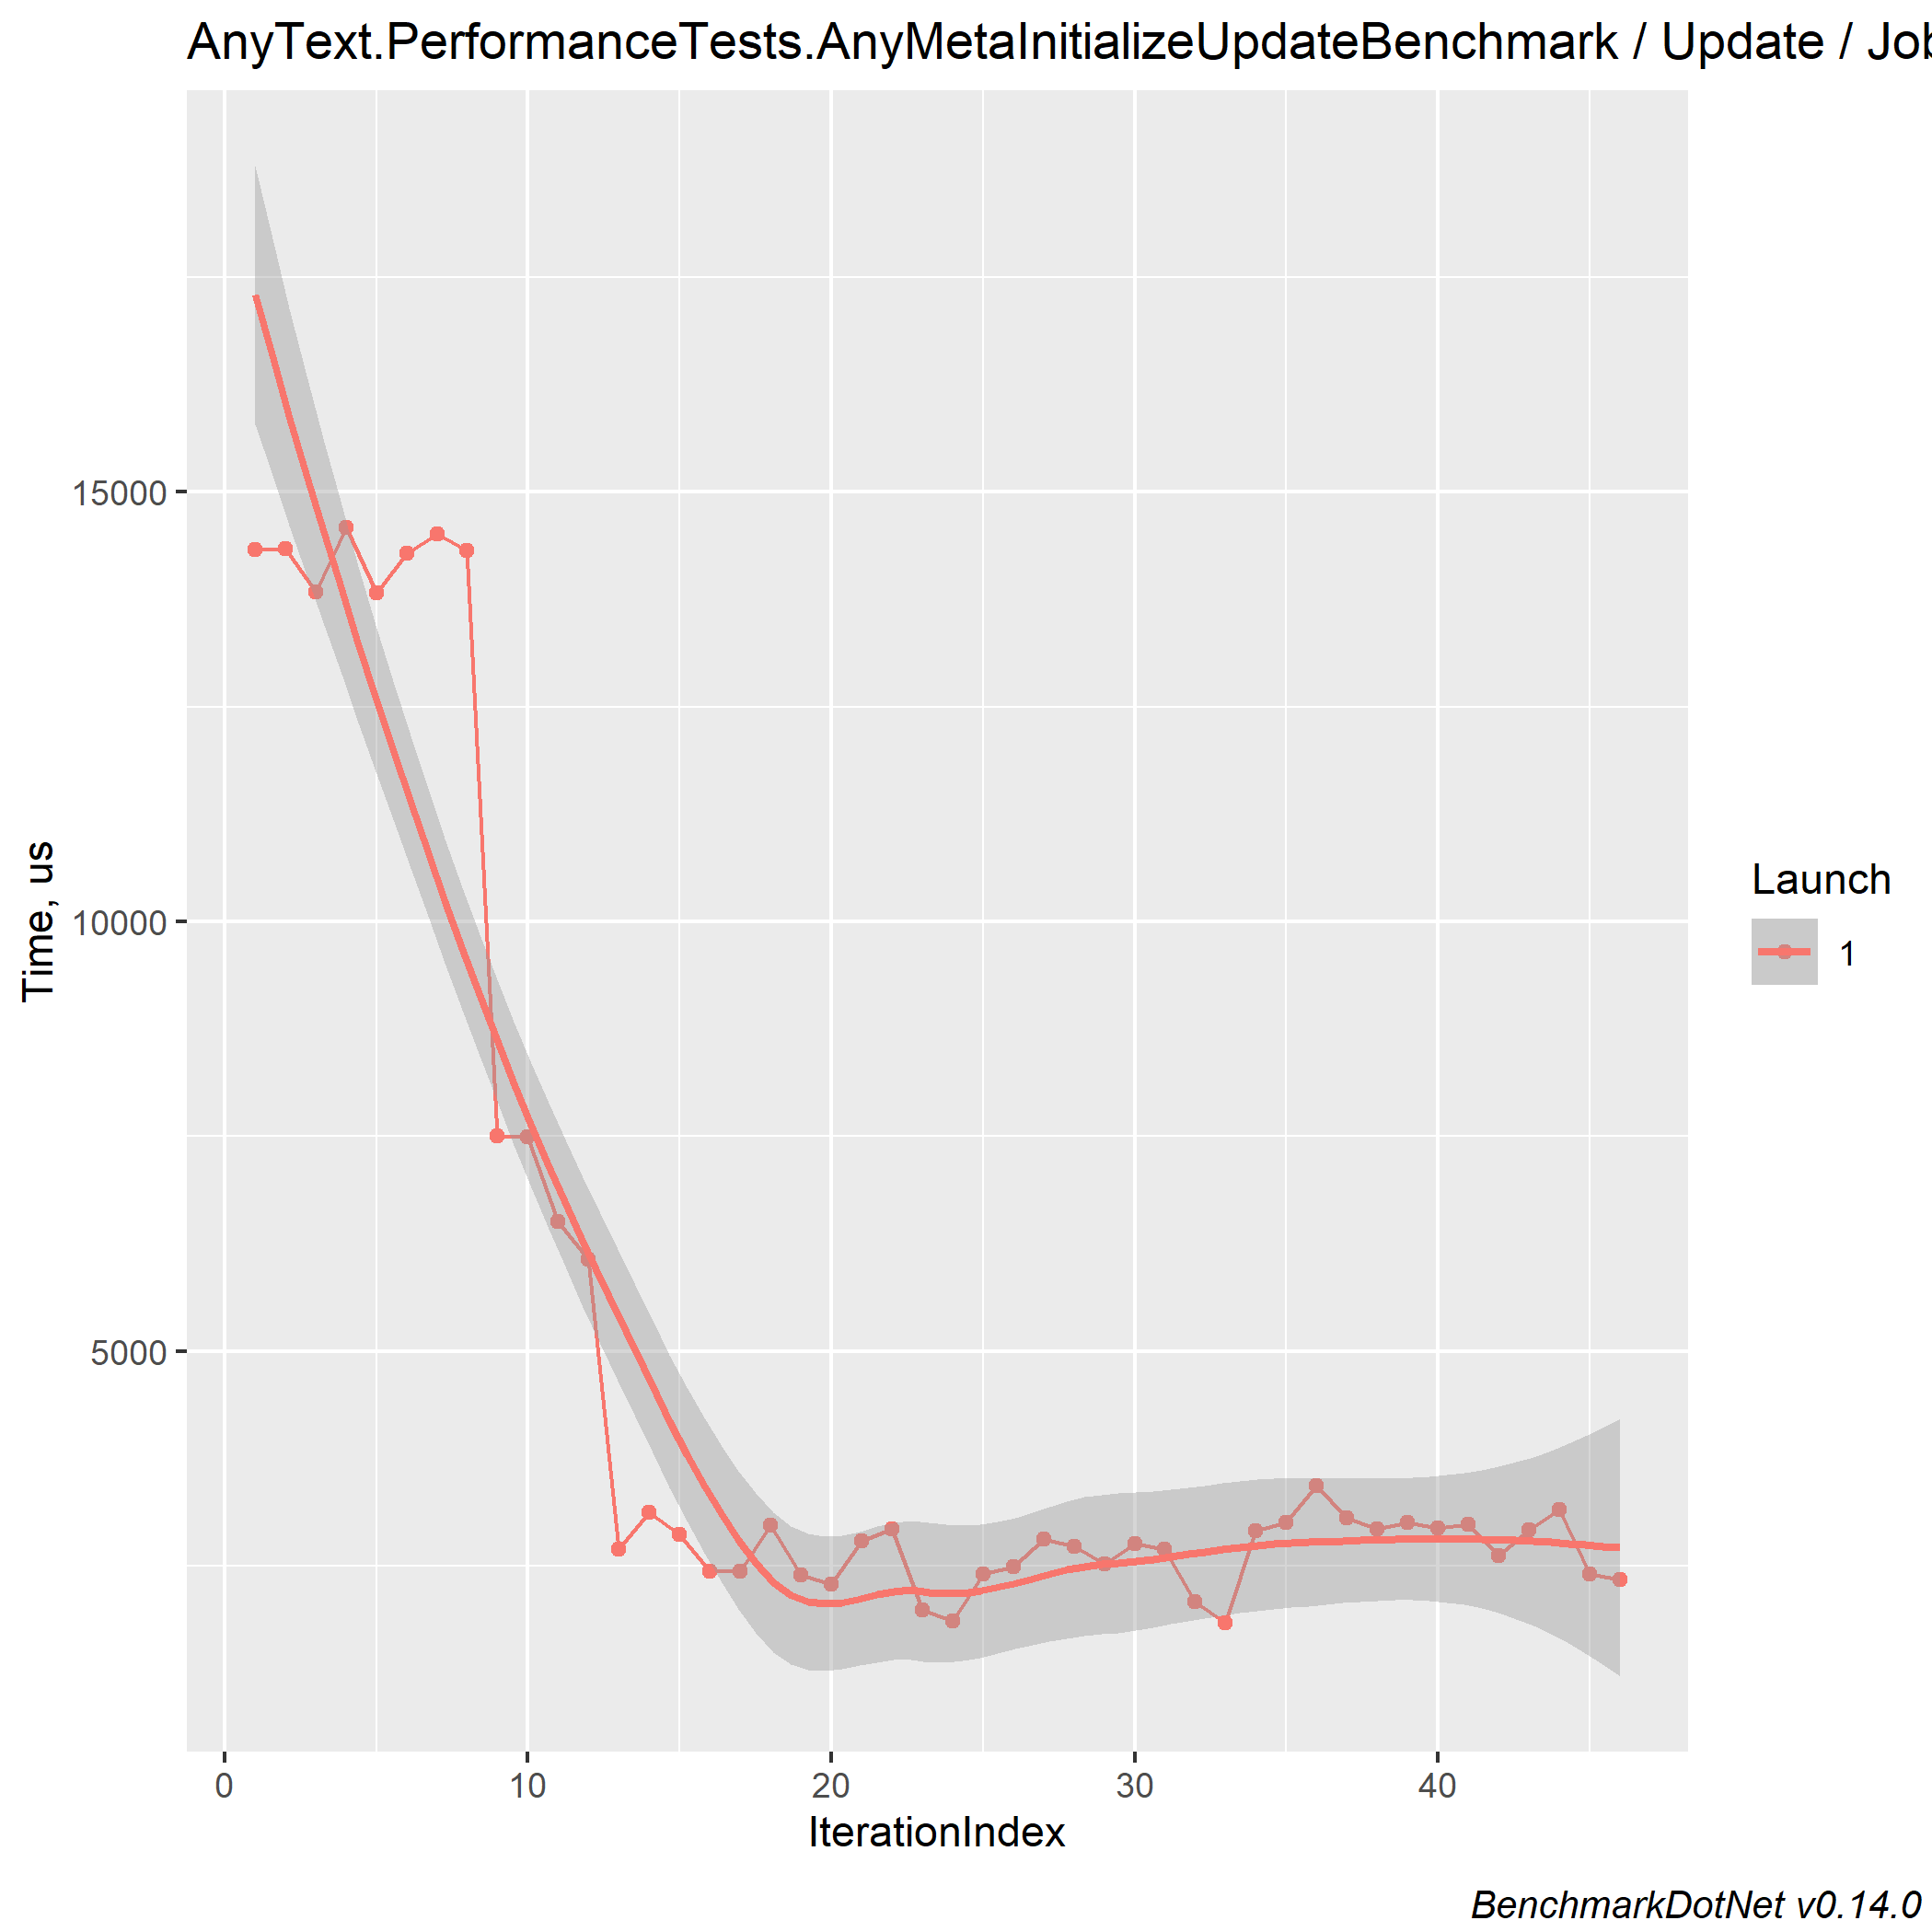 AnyText.PerformanceTests.AnyMetaInitializeUpdateBenchmark / Update / Job
Time, us
15000
10000
5000
0 10 20 30 40
IterationIndex
Launch
1
BenchmarkDotNet v0.14.0